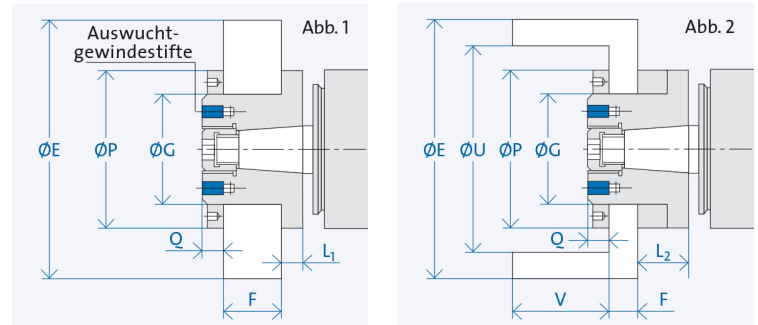 Abb. 1
Auswucht-
gewindestifte
ØE
ØP
ØG
Q
L₁
F
Abb. 2
ØE
ØU
ØP
ØG
Q
L₂
V
F